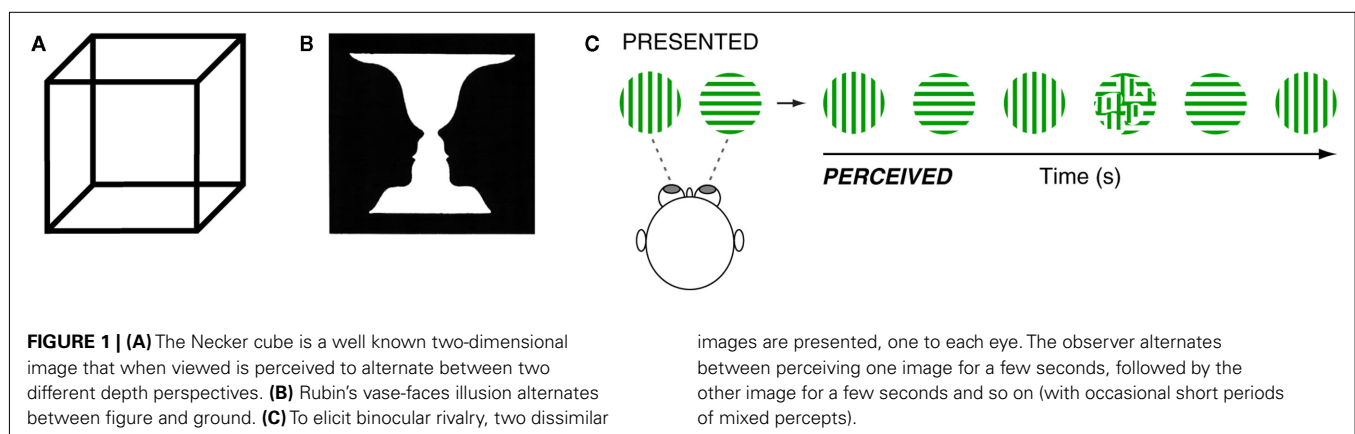 A
B
C PRESENTED
PERCEIVED
Time (s)
FIGURE 1 | (A) The Necker cube is a well known two-dimensional
image that when viewed is perceived to alternate between two
different depth perspectives. (B) Rubin's vase-faces illusion alternates
between figure and ground. (C) To elicit binocular rivalry, two dissimilar
images are presented, one to each eye. The observer alternates
between perceiving one image for a few seconds, followed by the
other image for a few seconds and so on (with occasional short periods
of mixed percepts).